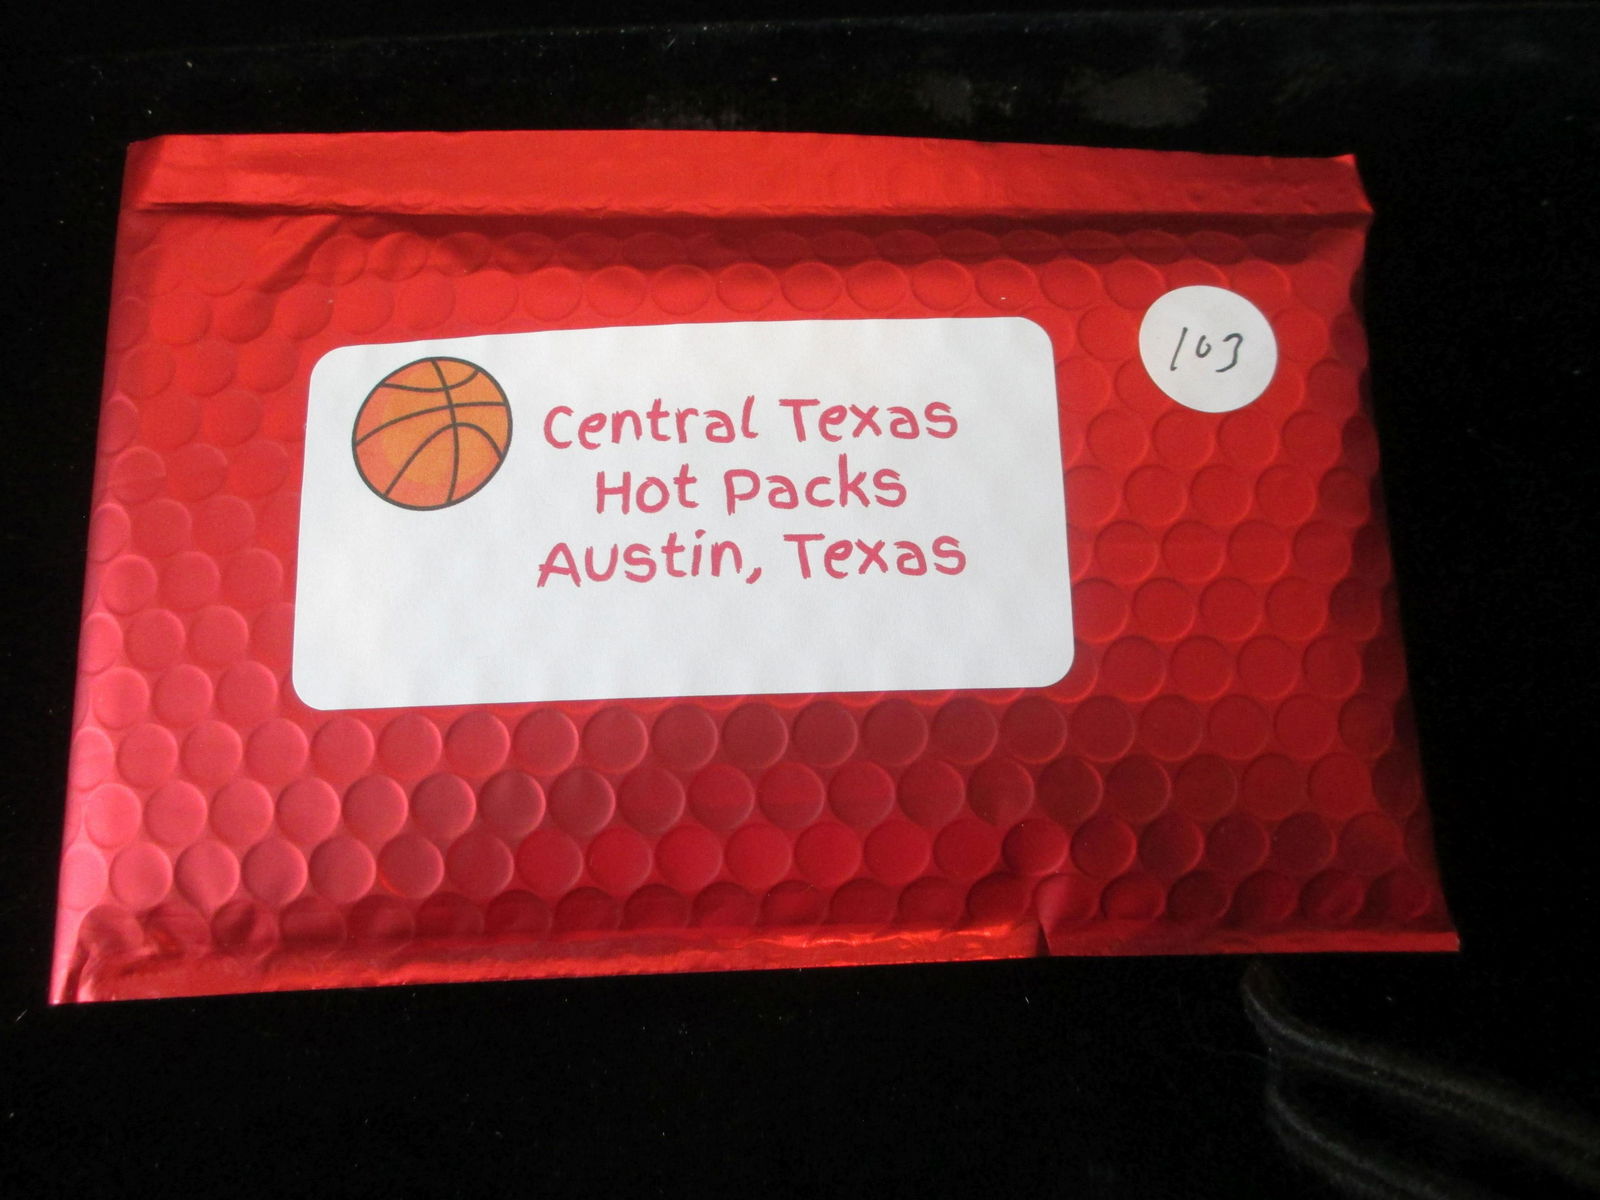 103
Central Texas
Hot Packs
Austin, Texas